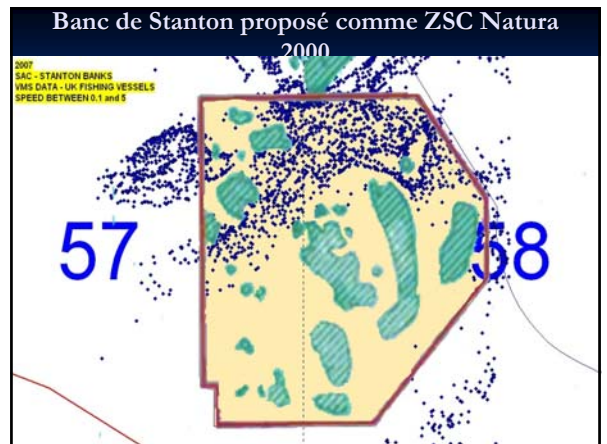 Banc de Stanton proposé comme ZSC Natura
2000
2007
SAC - STANTON BANKS
VMS DATA - UK FISHING VESSELS
SPEED BETWEEN 0.1 and 5
57
58